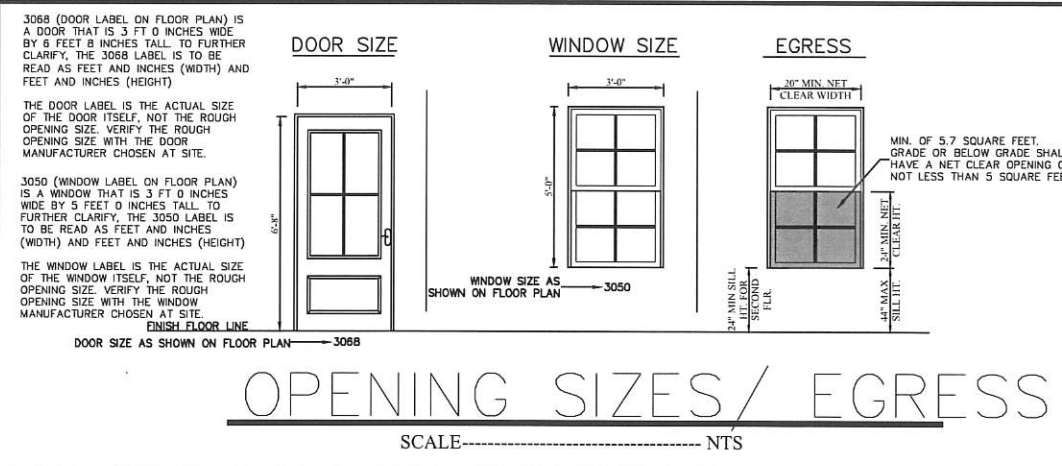 3068 (DOOR LABEL ON FLOOR PLAN) IS
A DOOR THAT IS 3 FT 0 INCHES WIDE
BY 6 FEET 8 INCHES TALL. TO FURTHER
CLARIFY, THE 3068 LABEL IS TO BE
READ AS FEET AND INCHES (WIDTH) AND
FEET AND INCHES (HEIGHT)
THE DOOR LABEL IS THE ACTUAL SIZE
OF THE DOOR ITSELF, NOT THE ROUGH
OPENING SIZE. VERIFY THE ROUGH
OPENING SIZE WITH THE DOOR
MANUFACTURER CHOSEN AT SITE.
3050 (WINDOW LABEL ON FLOOR PLAN)
IS A WINDOW THAT IS 3 FT 0 INCHES
WIDE BY 5 FEET 0 INCHES TALL. TO
FURTHER CLARIFY, THE 3050 LABEL IS
TO BE READ AS FEET AND INCHES
(WIDTH) AND FEET AND INCHES (HEIGHT)
THE WINDOW LABEL IS THE ACTUAL SIZE
OF THE WINDOW ITSELF, NOT THE ROUGH
OPENING SIZE. VERIFY THE ROUGH
OPENING SIZE WITH THE WINDOW
MANUFACTURER CHOSEN AT SITE.
FINISH FLOOR LINE
DOOR SIZE AS SHOWN ON FLOOR PLAN 3068
DOOR SIZE
3'-0"
6'-8"
WINDOW SIZE
3'-0"
5'-0"
WINDOW SIZE AS
SHOWN ON FLOOR PLAN 3050
EGRESS
20" MIN. NET
CLEAR WIDTH
MIN. OF 5.7 SQUARE FEET.
GRADE OR BELOW GRADE SHAL
HAVE A NET CLEAR OPENING O
NOT LESS THAN 5 SQUARE FEE
24" MIN. NET
CLEAR HT.
44" MAX
SILL HT.
24" MIN SILL
HT. FOR
SECOND
FLR.
OPENING SIZES/ EGRESS
SCALE------------------------------- NTS